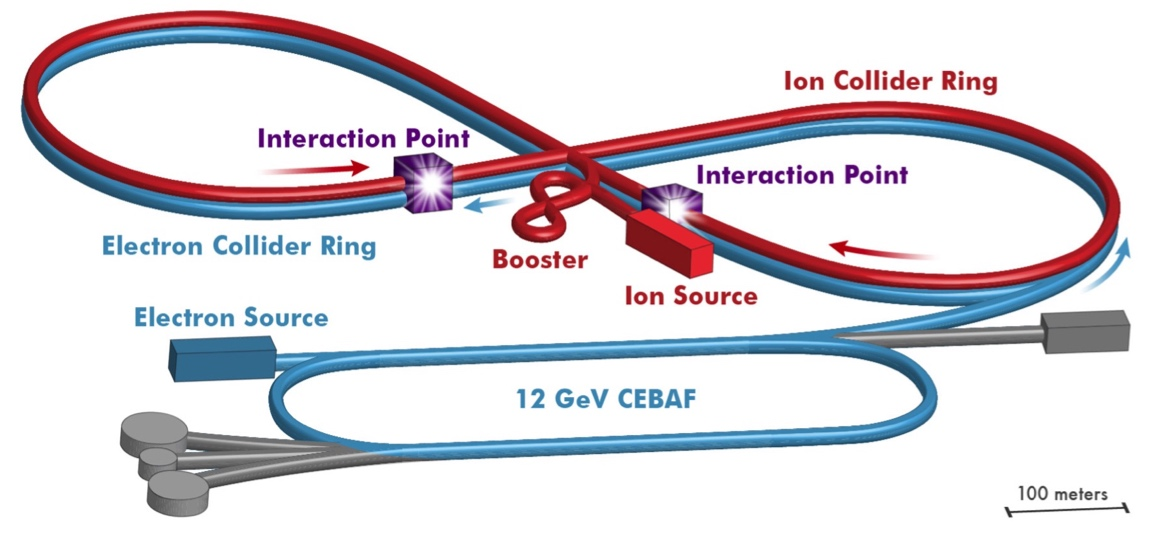 Ion Collider Ring
Interaction Point
Interaction Point
Electron Collider Ring
Booster
Ion Source
Electron Source
12 GeV CEBAF
100 meters